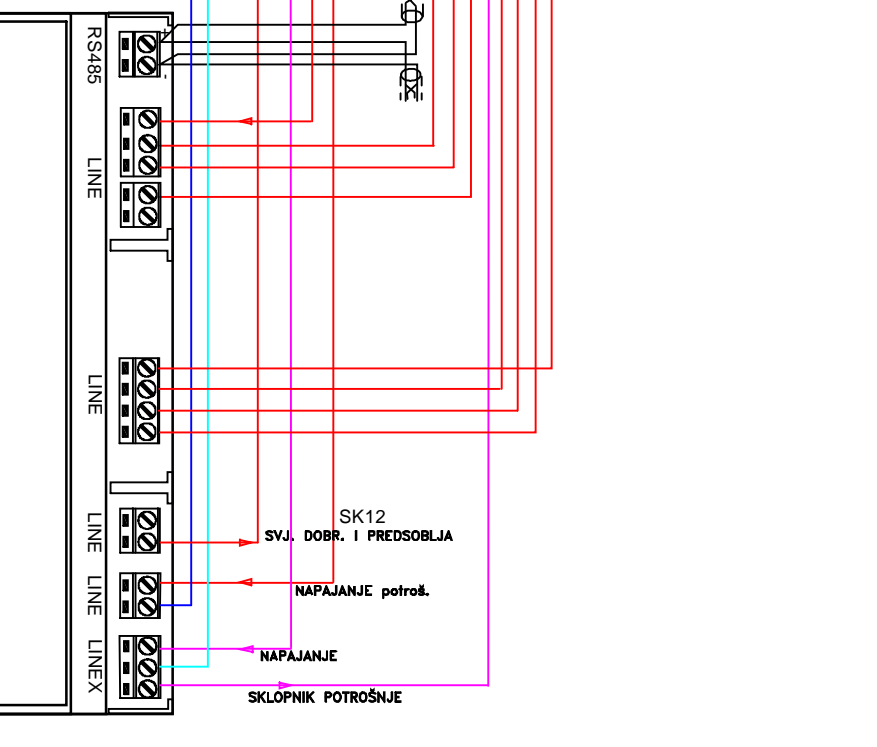 RS485
+
-
LINE
LINE
LINE
SK12
SVJ. DOBR. I PREDSOBLJA
LINE
NAPAJANJE potroš.
LINEX
NAPAJANJE
SKLOPNIK POTROŠNJE